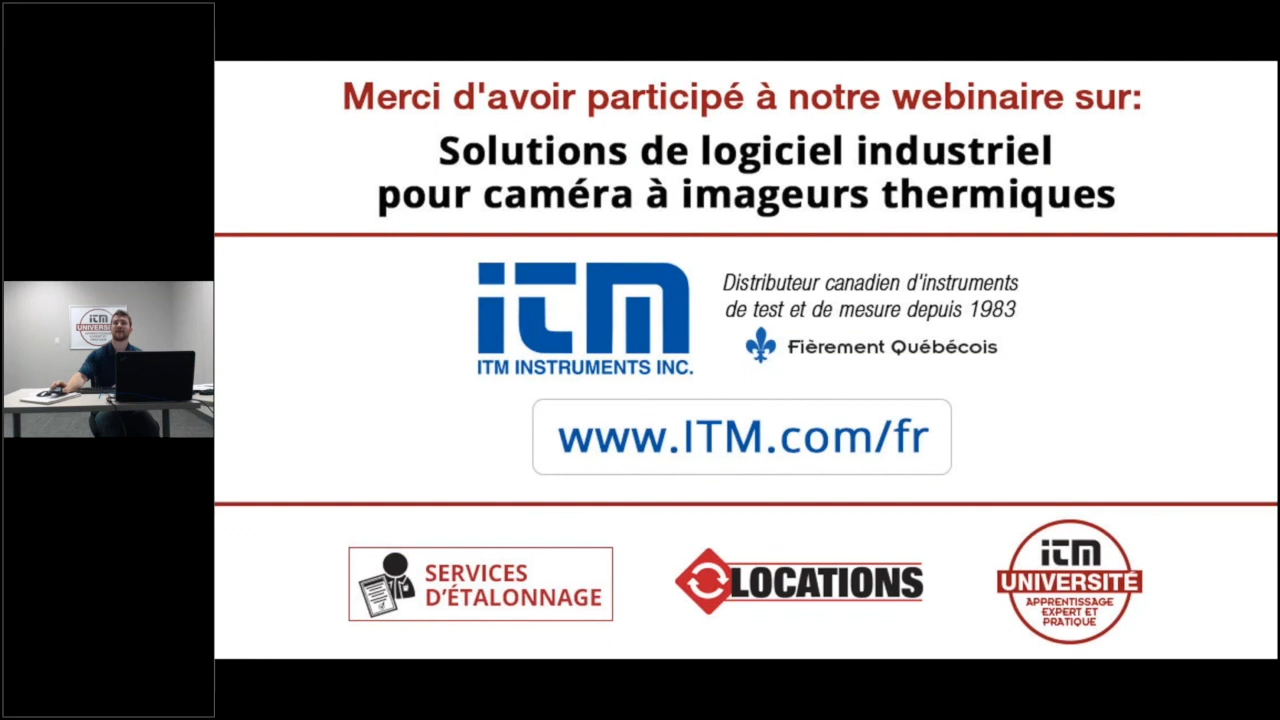 Merci d'avoir participé à notre webinaire sur:
Solutions de logiciel industriel
pour caméra à imageurs thermiques
itm
ITM INSTRUMENTS INC.
Distributeur canadien d'instruments
de test et de mesure depuis 1983
Fièrement Québécois
www.ITM.com/fr
SERVICES
D'ÉTALONNAGE
LOCATIONS
itm
UNIVERSITÉ
APPRENTISSAGE
EXPERT ET
PRATIQUE
itm